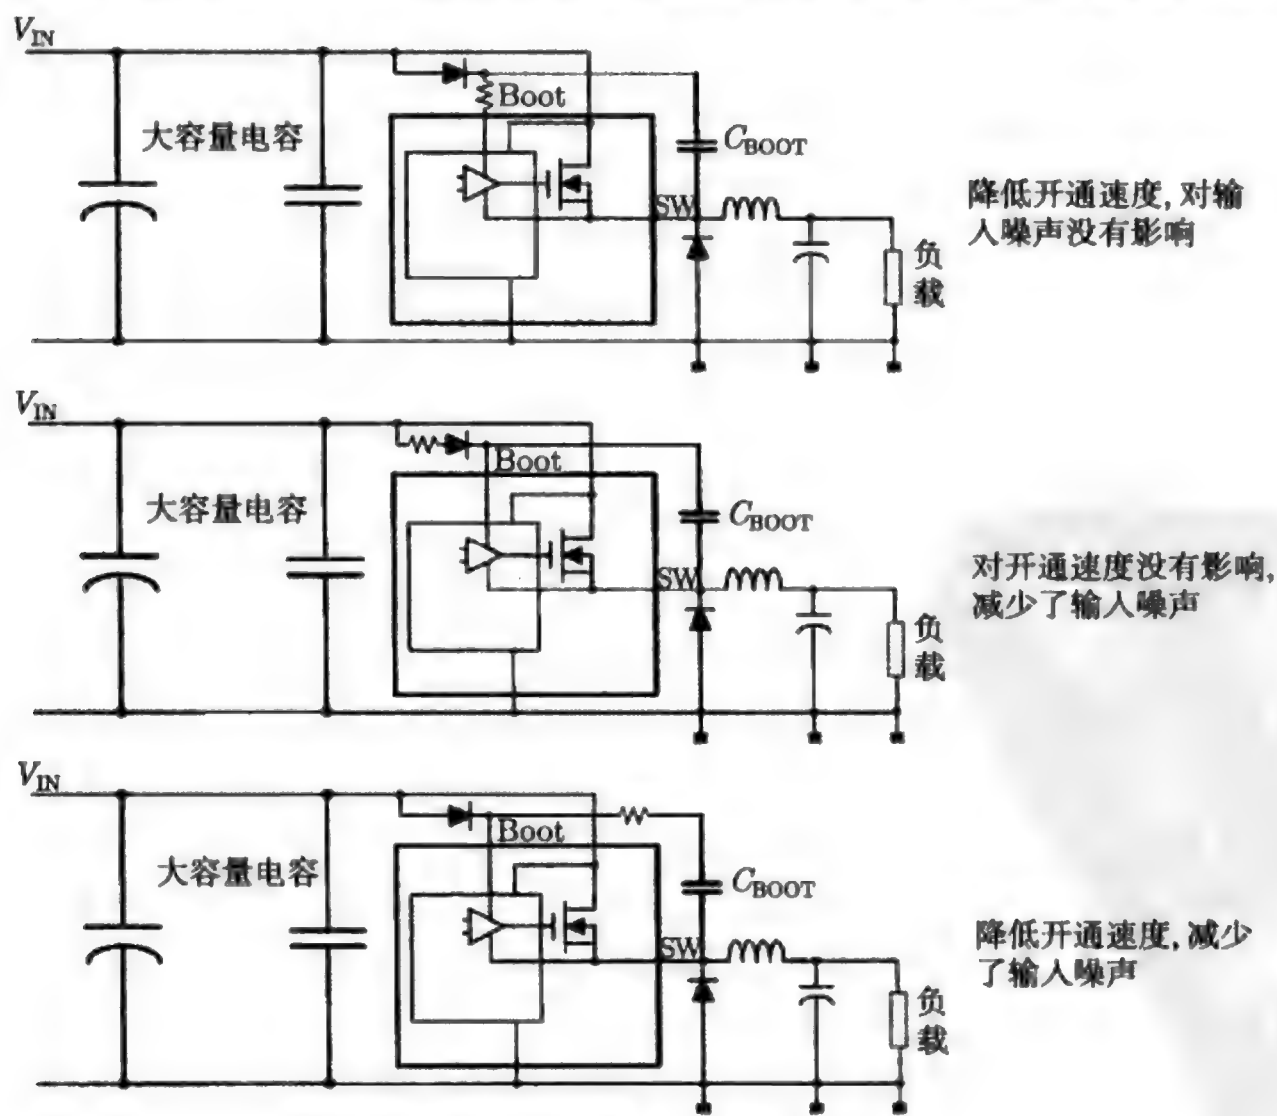 V_IN
Boot
大容量电容
C_BOOT
SW
降低开通速度, 对输
入噪声没有影响
负
载
V_IN
Boot
大容量电容
C_BOOT
SW
对开通速度没有影响,
减少了输入噪声
负
载
V_IN
Boot
大容量电容
C_BOOT
SW
降低开通速度, 减少
了输入噪声
负
载